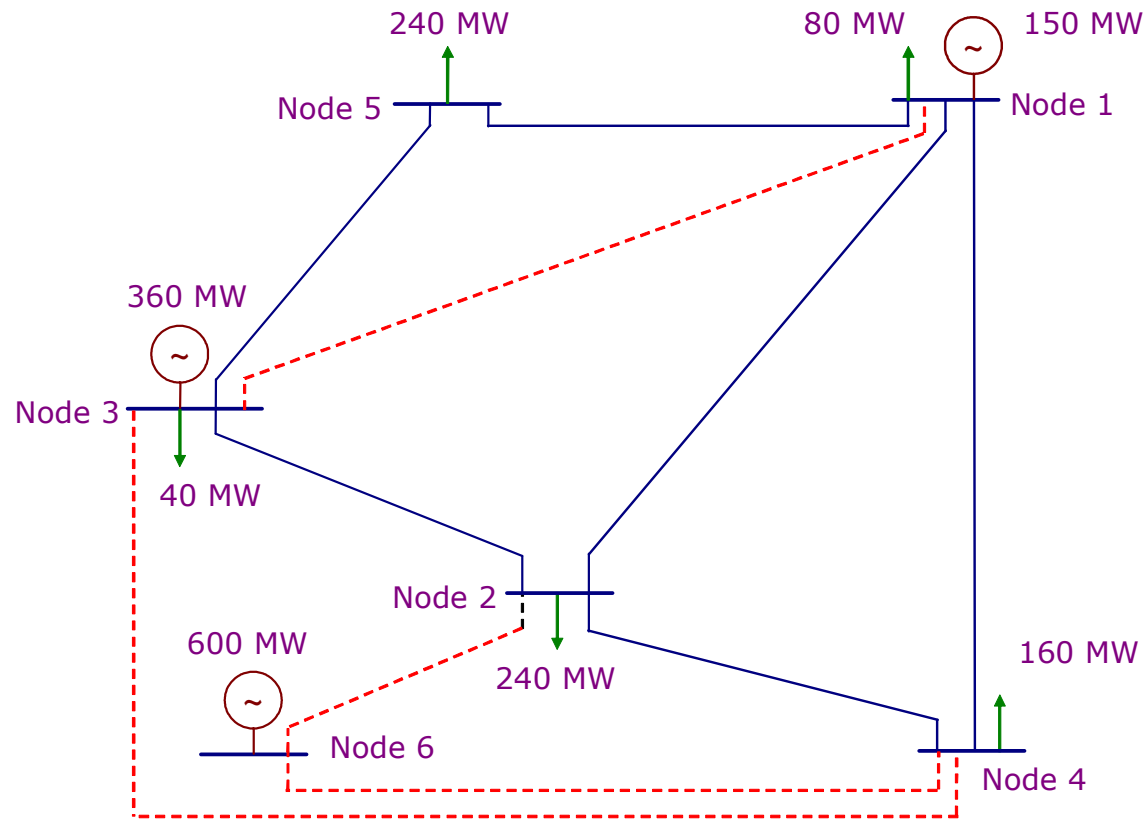 240 MW
80 MW
150 MW
~
Node 5
Node 1
360 MW
~
Node 3
40 MW
Node 2
600 MW
~
240 MW
160 MW
Node 6
Node 4